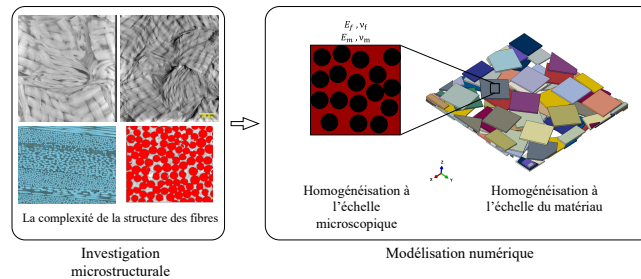 E_f , ν_f
E_m , ν_m
Z
X
Y
La complexité de la structure des fibres
Homogénéisation à
l'échelle
microscopique
Homogénéisation à
l'échelle du matériau
Investigation
microstructurale
Modélisation numérique